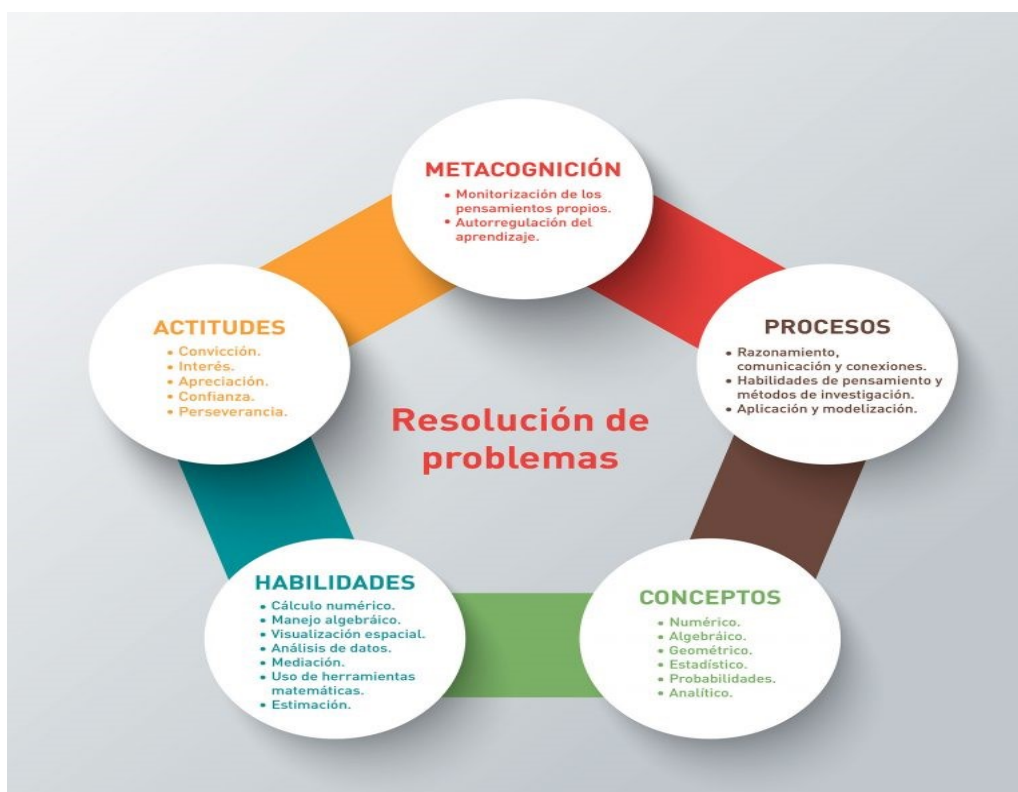 METACOGNICIÓN
• Monitorización de los
pensamientos propios.
• Autorregulación del
aprendizaje.
ACTITUDES
• Convicción.
• Interés.
• Apreciación.
• Confianza.
• Perseverancia.
PROCESOS
• Razonamiento,
comunicación y conexiones.
• Habilidades de pensamiento y
métodos de investigación.
• Aplicación y modelización.
Resolución de
problemas
HABILIDADES
• Cálculo numérico.
• Manejo algebráico.
• Visualización espacial.
• Análisis de datos.
• Mediación.
• Uso de herramientas
matemáticas.
• Estimación.
CONCEPTOS
• Numérico.
• Algebráico.
• Geométrico.
• Estadístico.
• Probabilidades.
• Analítico.